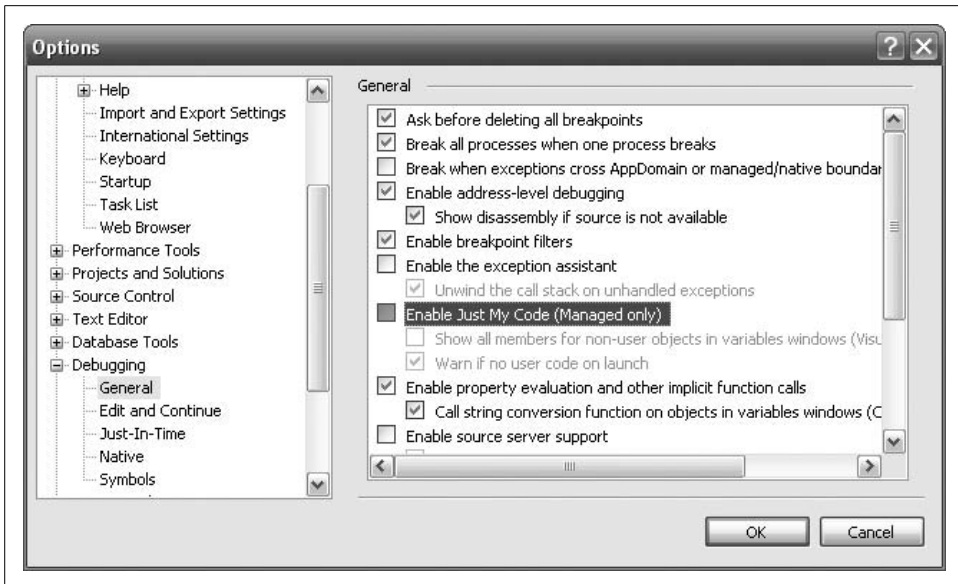 Options
Help
Import and Export Settings
International Settings
Keyboard
Startup
Task List
Web Browser
Performance Tools
Projects and Solutions
Source Control
Text Editor
Database Tools
Debugging
General
Edit and Continue
Just-In-Time
Native
Symbols
General
Ask before deleting all breakpoints
Break all processes when one process breaks
Break when exceptions cross AppDomain or managed/native boundar
Enable address-level debugging
Show disassembly if source is not available
Enable breakpoint filters
Enable the exception assistant
Unwind the call stack on unhandled exceptions
Enable Just My Code (Managed only)
Show all members for non-user objects in variables windows (Visu
Warn if no user code on launch
Enable property evaluation and other implicit function calls
Call string conversion function on objects in variables windows (C
Enable source server support
OK
Cancel